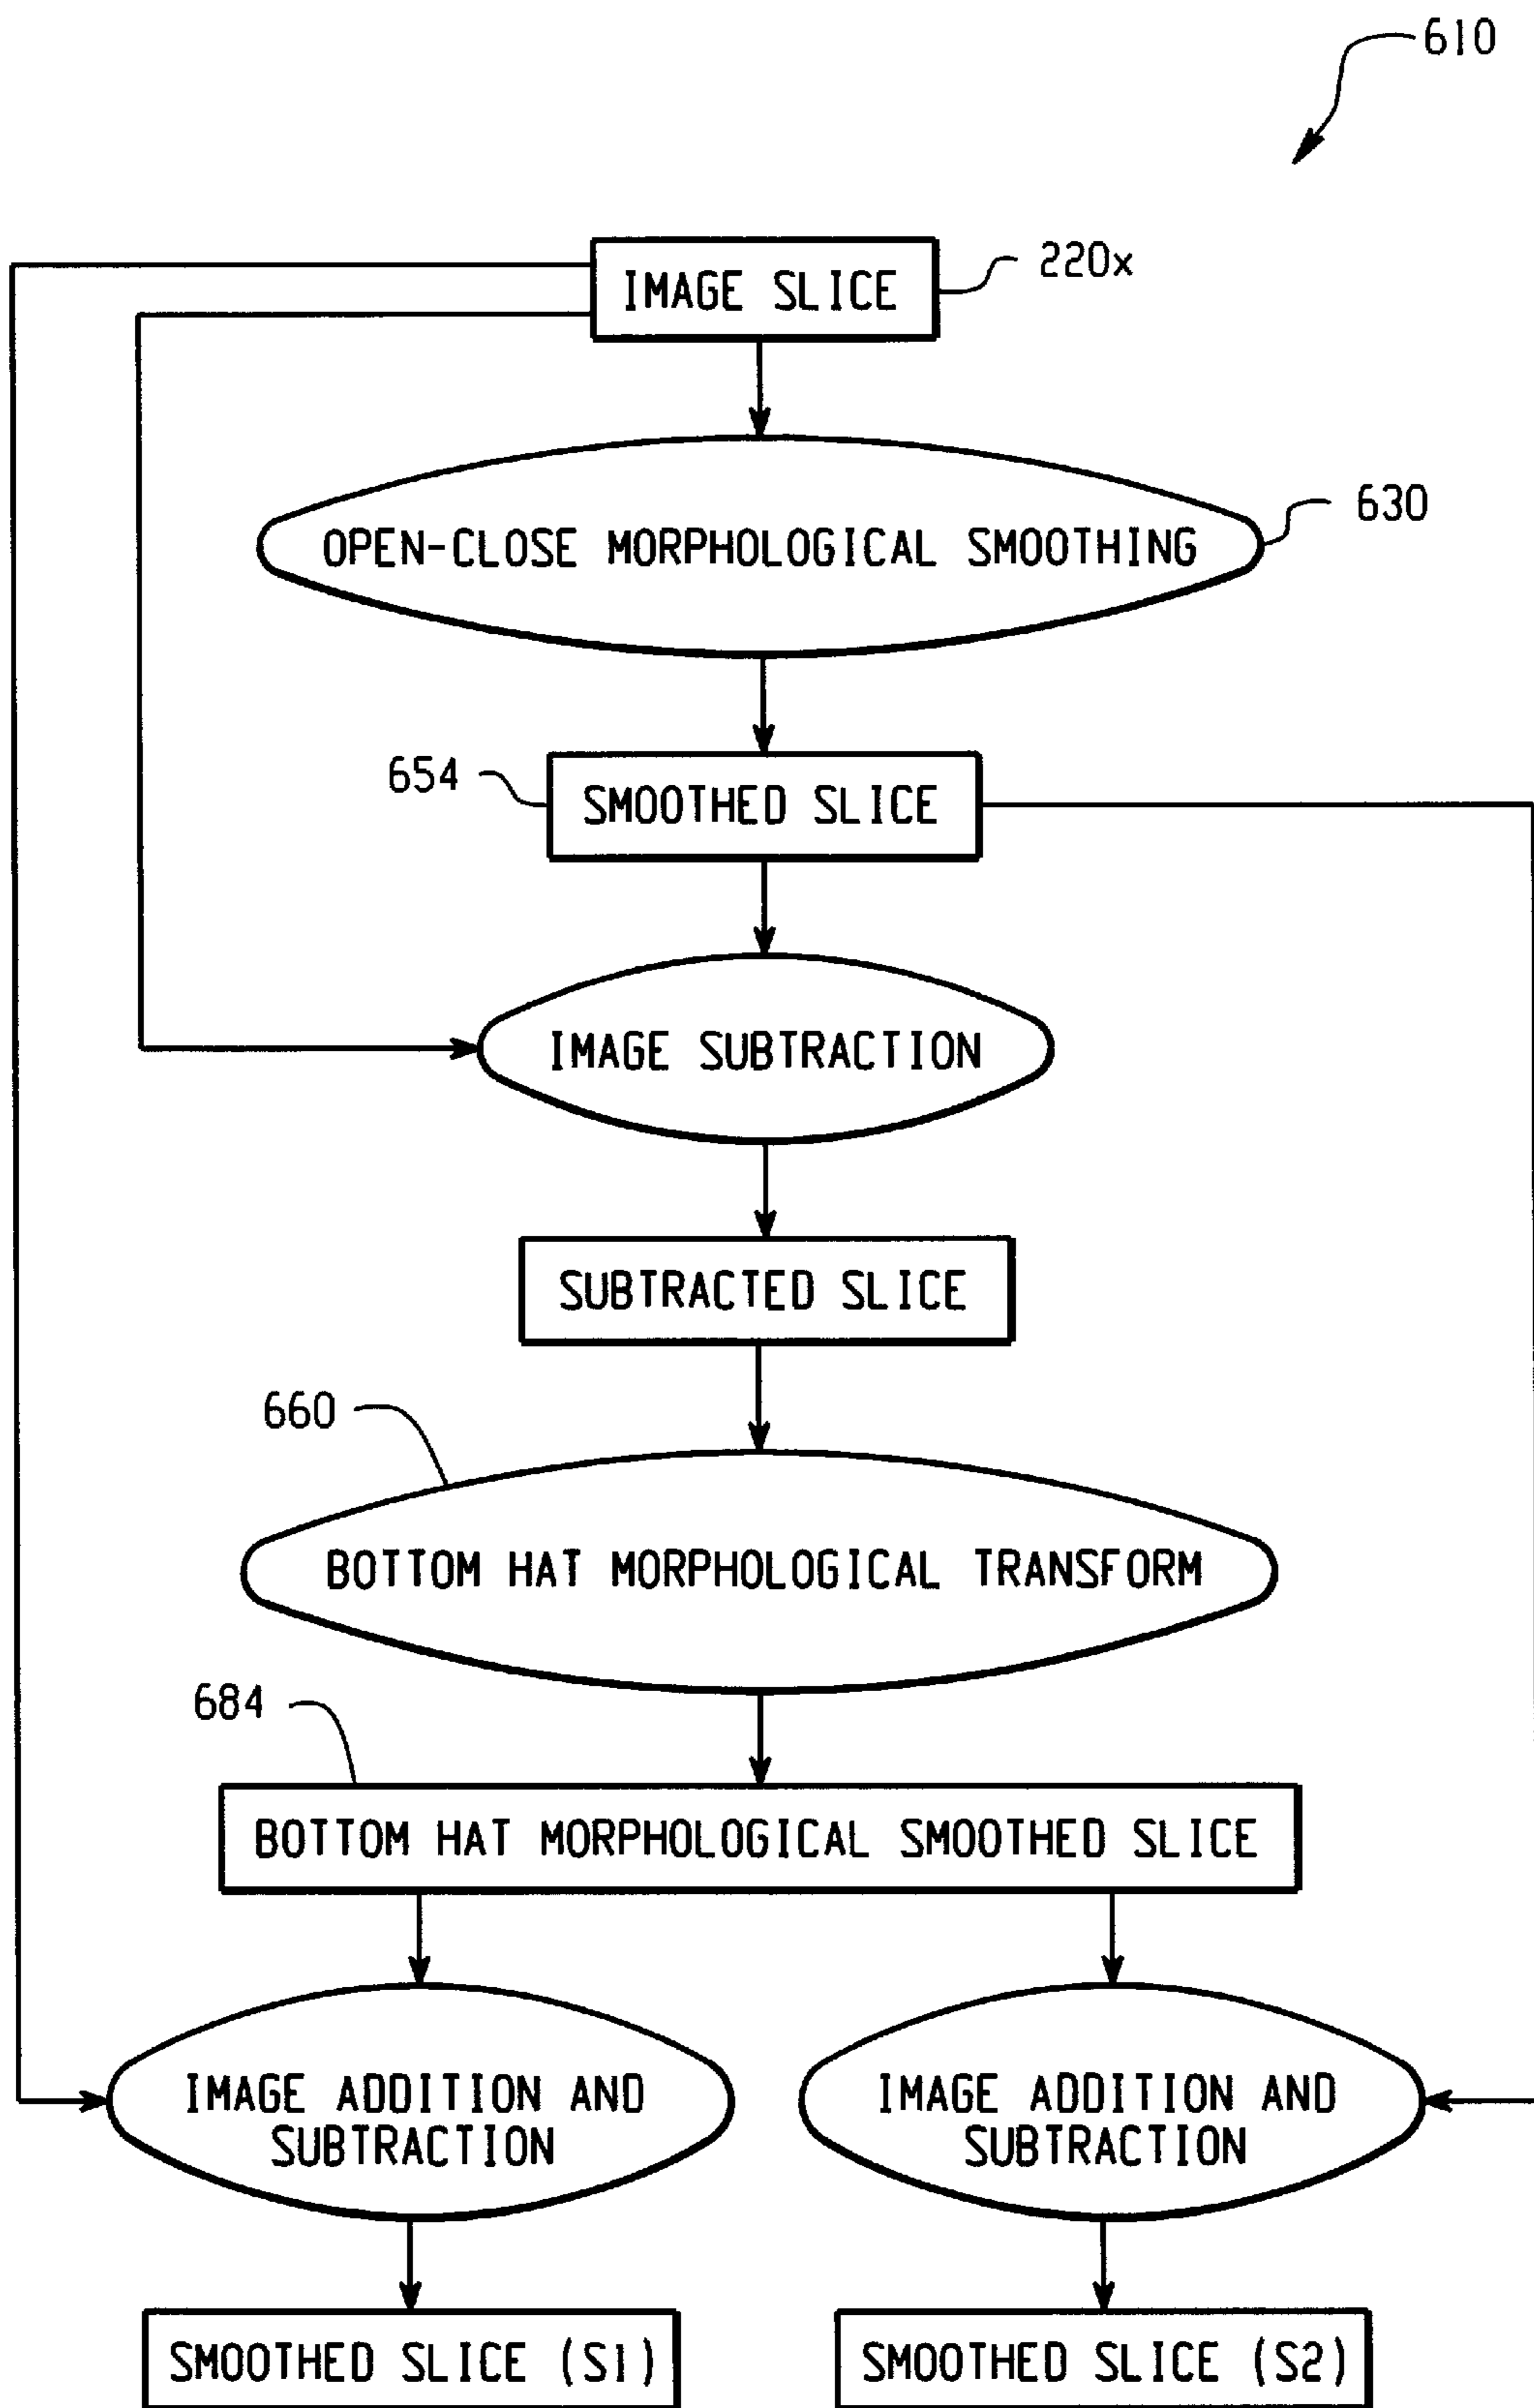 610
IMAGE SLICE
220x
OPEN-CLOSE MORPHOLOGICAL SMOOTHING
630
654
SMOOTHED SLICE
IMAGE SUBTRACTION
SUBTRACTED SLICE
660
BOTTOM HAT MORPHOLOGICAL TRANSFORM
684
BOTTOM HAT MORPHOLOGICAL SMOOTHED SLICE
IMAGE ADDITION AND
SUBTRACTION
IMAGE ADDITION AND
SUBTRACTION
SMOOTHED SLICE (S1)
SMOOTHED SLICE (S2)